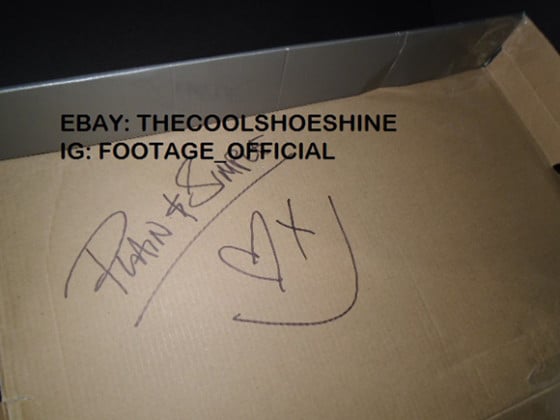 EBAY: THECOOLSHOESHINE
IG: FOOTAGE_OFFICIAL
PLAIN & SIMPLE
X